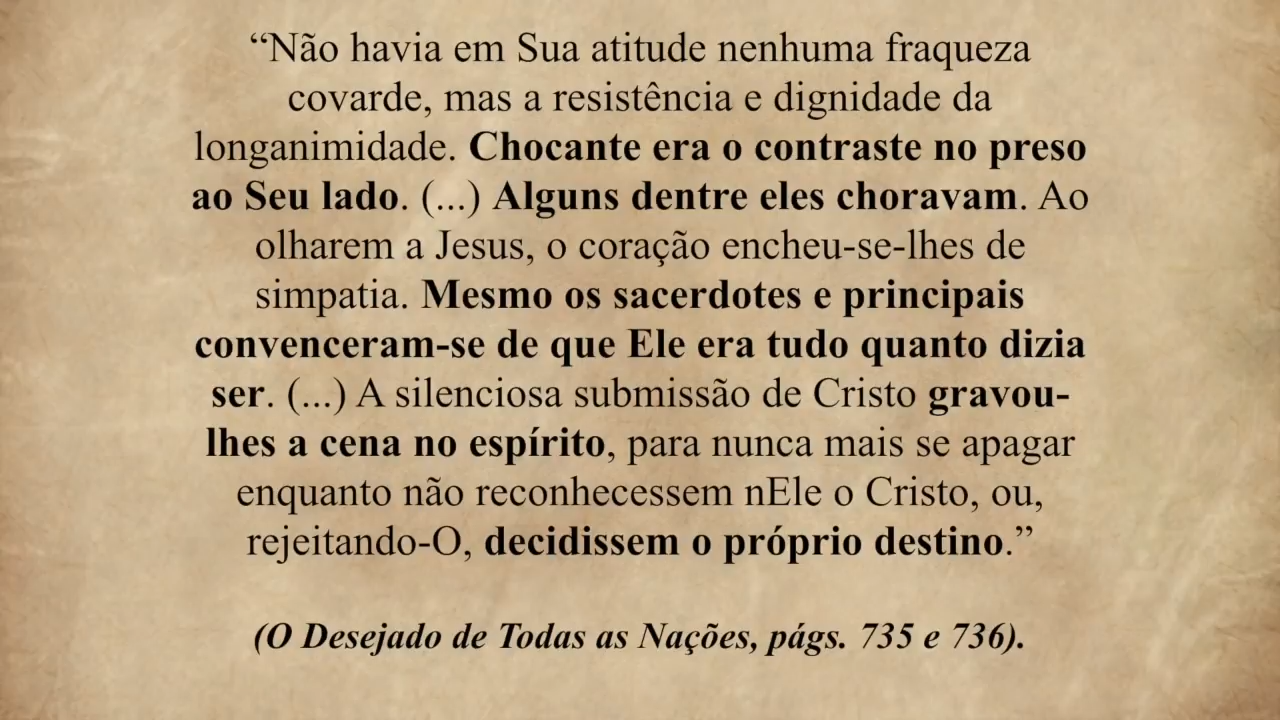 “Não havia em Sua atitude nenhuma fraqueza
covarde, mas a resistência e dignidade da
longanimidade. Chocante era o contraste no preso
ao Seu lado. (...) Alguns dentre eles choravam. Ao
olharem a Jesus, o coração encheu-se-lhes de
simpatia. Mesmo os sacerdotes e principais
convenceram-se de que Ele era tudo quanto dizia
ser. (...) A silenciosa submissão de Cristo gravou-
lhes a cena no espírito, para nunca mais se apagar
enquanto não reconhecessem nEle o Cristo, ou,
rejeitando-O, decidissem o próprio destino.”
(O Desejado de Todas as Nações, págs. 735 e 736).